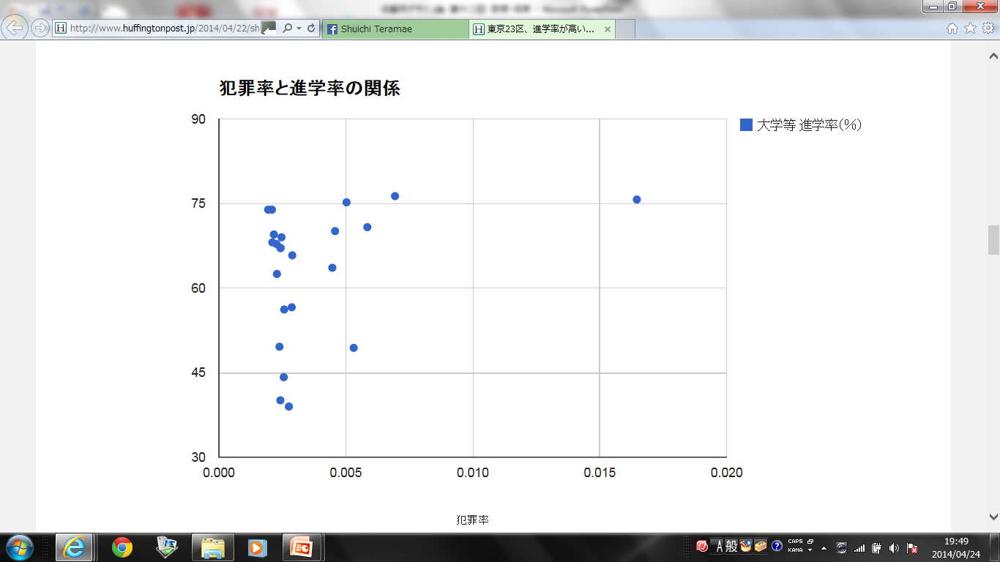 http://www.huffingtonpost.jp/2014/04/22/sh
Shuichi Teramae
東京23区、進学率が高い...
犯罪率と進学率の関係
大学等 進学率(%)
90
75
60
45
30
0.000 0.005 0.010 0.015 0.020
犯罪率
A 般 CAPS
KANA
19:49
2014/04/24